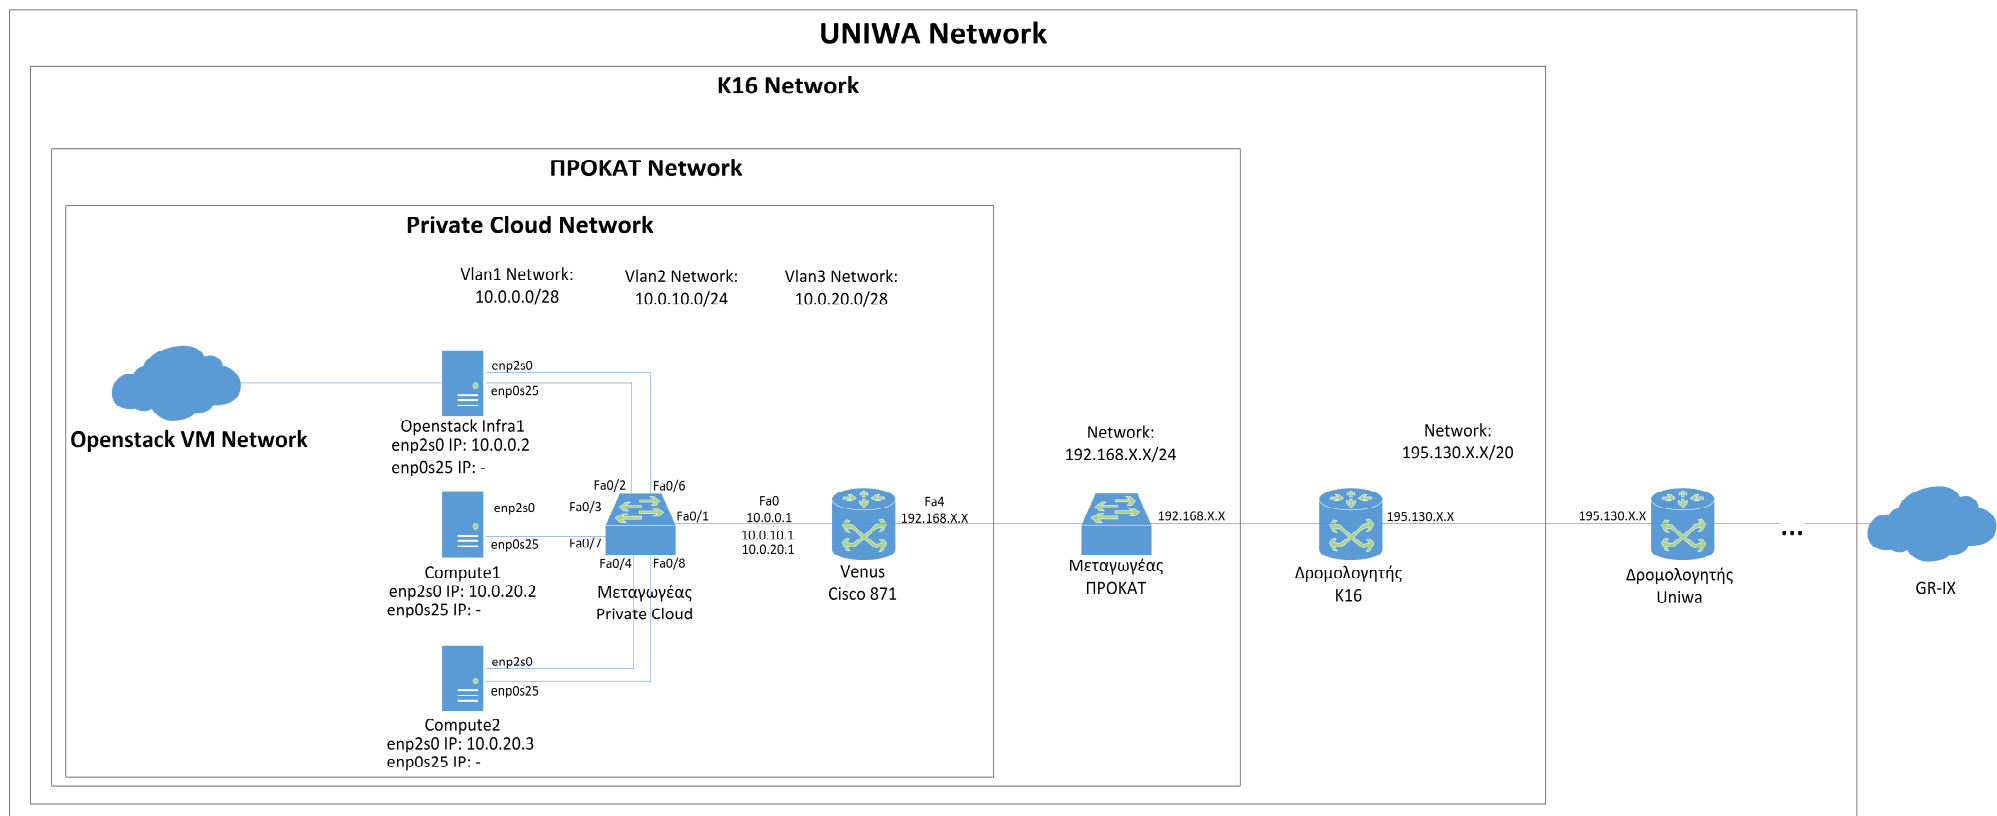 UNIWA Network
K16 Network
ΠΡΟΚΑΤ Network
Private Cloud Network
Vlan1 Network:
10.0.0.0/28
Vlan2 Network:
10.0.10.0/24
Vlan3 Network:
10.0.20.0/28
Openstack VM Network
enp2s0
enp0s25
Openstack Infra1
enp2s0 IP: 10.0.0.2
enp0s25 IP: -
enp2s0
enp0s25
Compute1
enp2s0 IP: 10.0.20.2
enp0s25 IP: -
enp2s0
enp0s25
Compute2
enp2s0 IP: 10.0.20.3
enp0s25 IP: -
Fa0/2
Fa0/6
Fa0/3
Fa0/1
Fa0/7
Fa0/4
Fa0/8
Μεταγωγέας
Private Cloud
Fa0
10.0.0.1
10.0.10.1
10.0.20.1
Venus
Cisco 871
Fa4
192.168.X.X
Network:
192.168.X.X/24
Μεταγωγέας
ΠΡΟΚΑΤ
192.168.X.X
Δρομολογητής
K16
195.130.X.X
Network:
195.130.X.X/20
195.130.X.X
Δρομολογητής
Uniwa
...
GR-IX